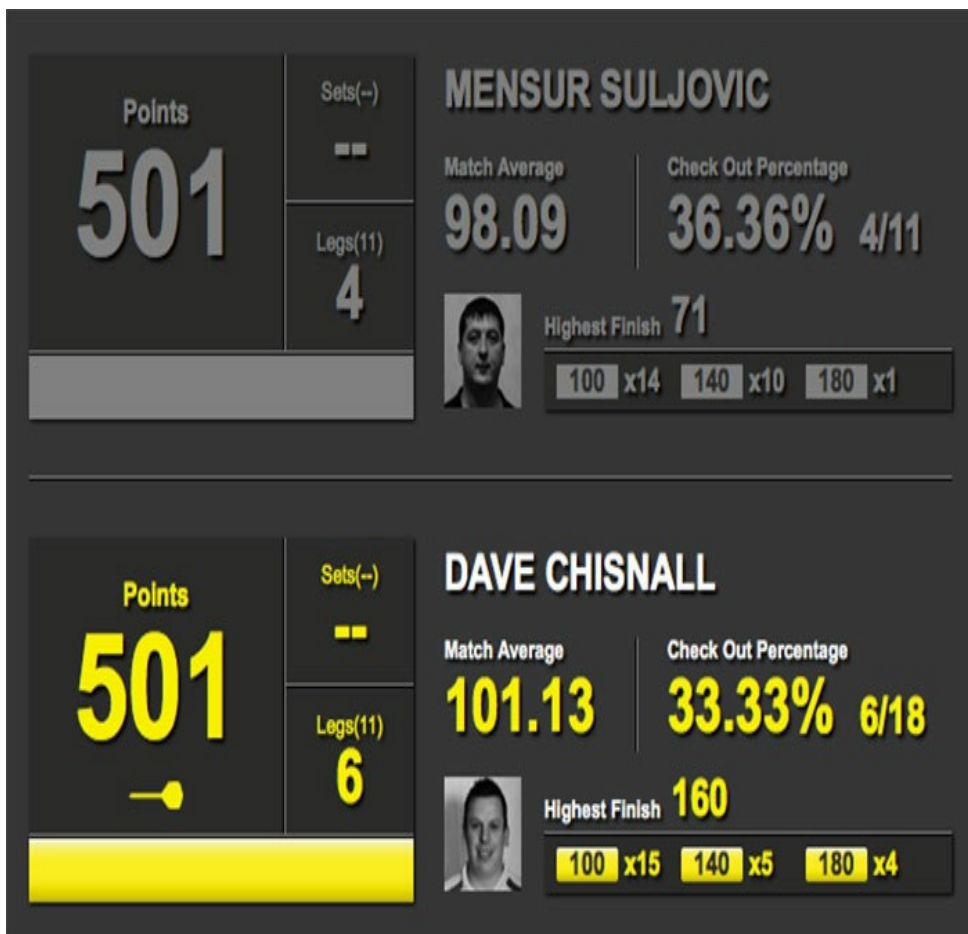 Points
501
Sets(--)
--
Legs(11)
4
MENSUR SULJOVIC
Match Average
98.09
Check Out Percentage
36.36% 4/11
Highest Finish 71
100 x14 140 x10 180 x1
Points
501
Sets(--)
--
Legs(11)
6
DAVE CHISNALL
Match Average
101.13
Check Out Percentage
33.33% 6/18
Highest Finish 160
100 x15 140 x5 180 x4